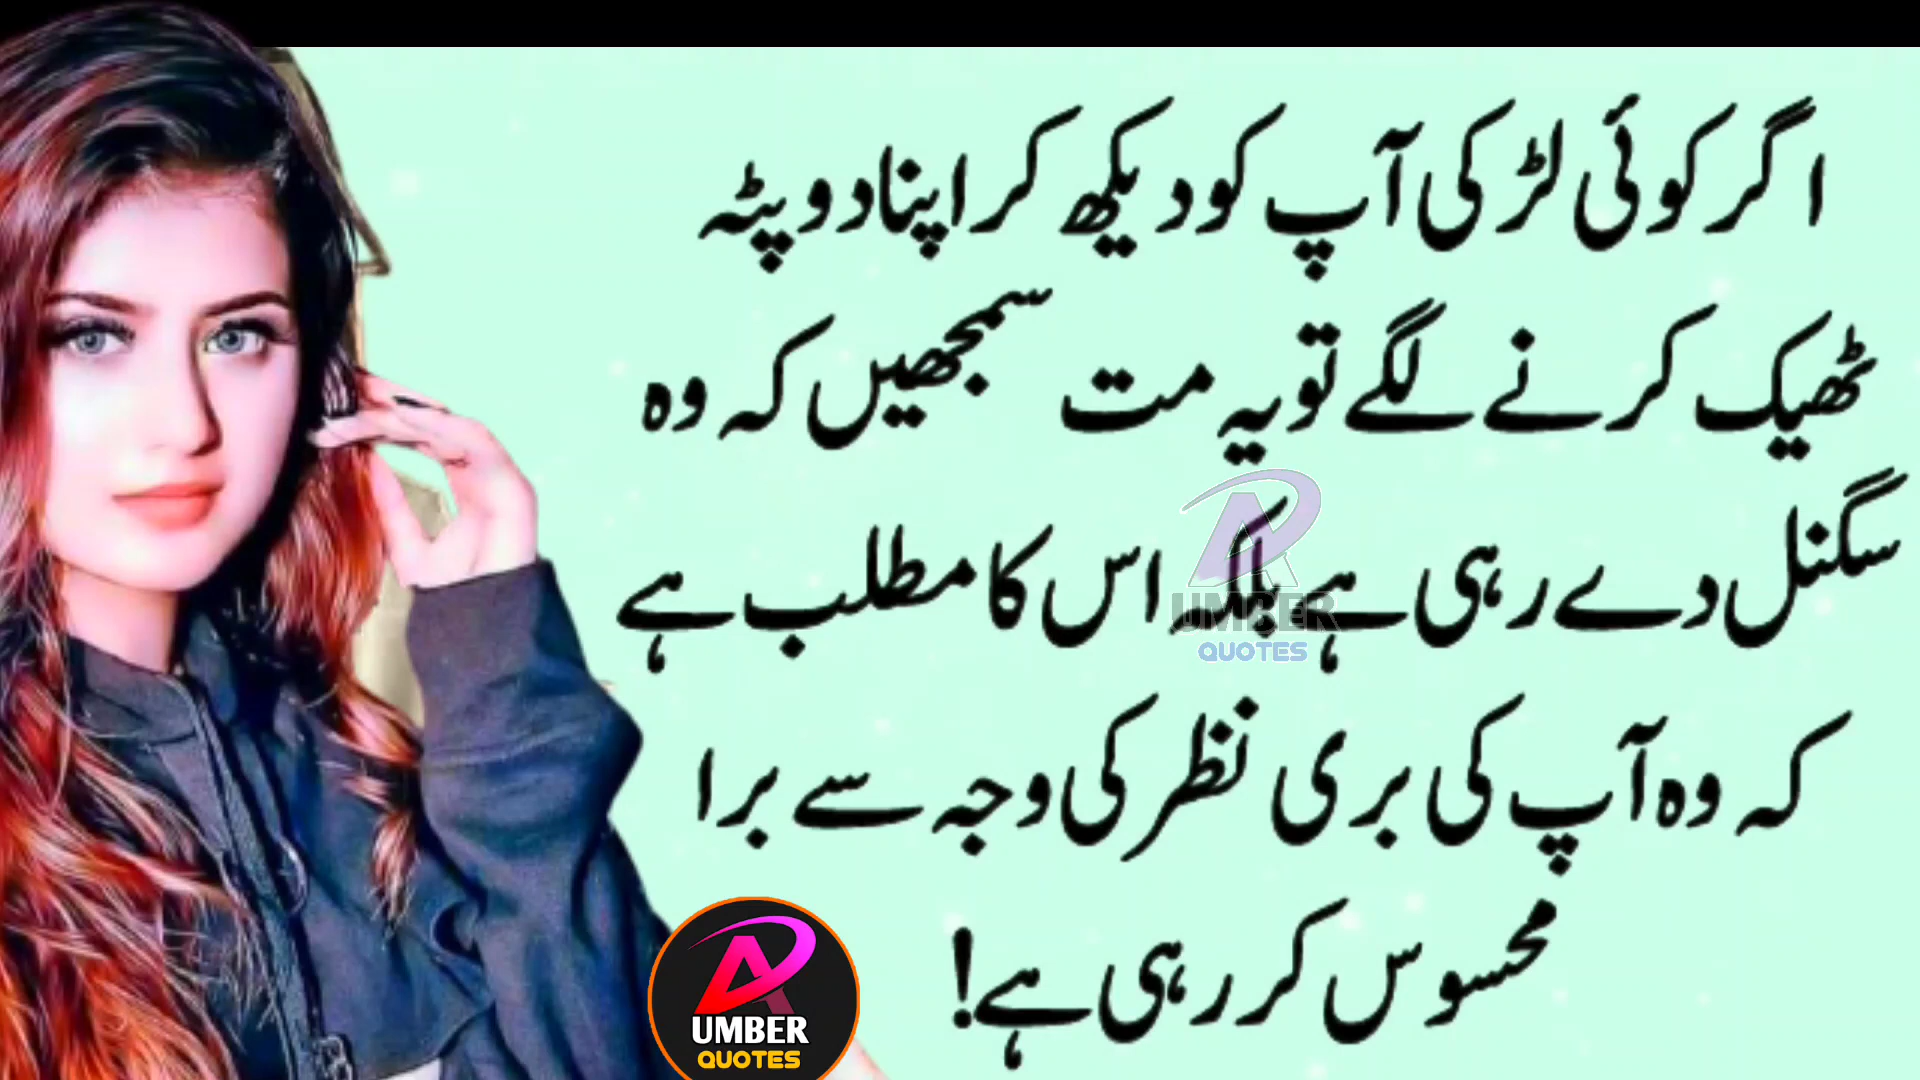 اگر کوئی لڑکی آپ کو دیکھ کر اپنا دوپٹہ
ٹھیک کرنے لگے تو یہ مت سمجھیں کہ وہ
سگنل دے رہی ہے بلکہ اس کا مطلب ہے
کہ وہ آپ کی بری نظر کی وجہ سے برا
محسوس کر رہی ہے!
UMBER
QUOTES
UMBER
QUOTES